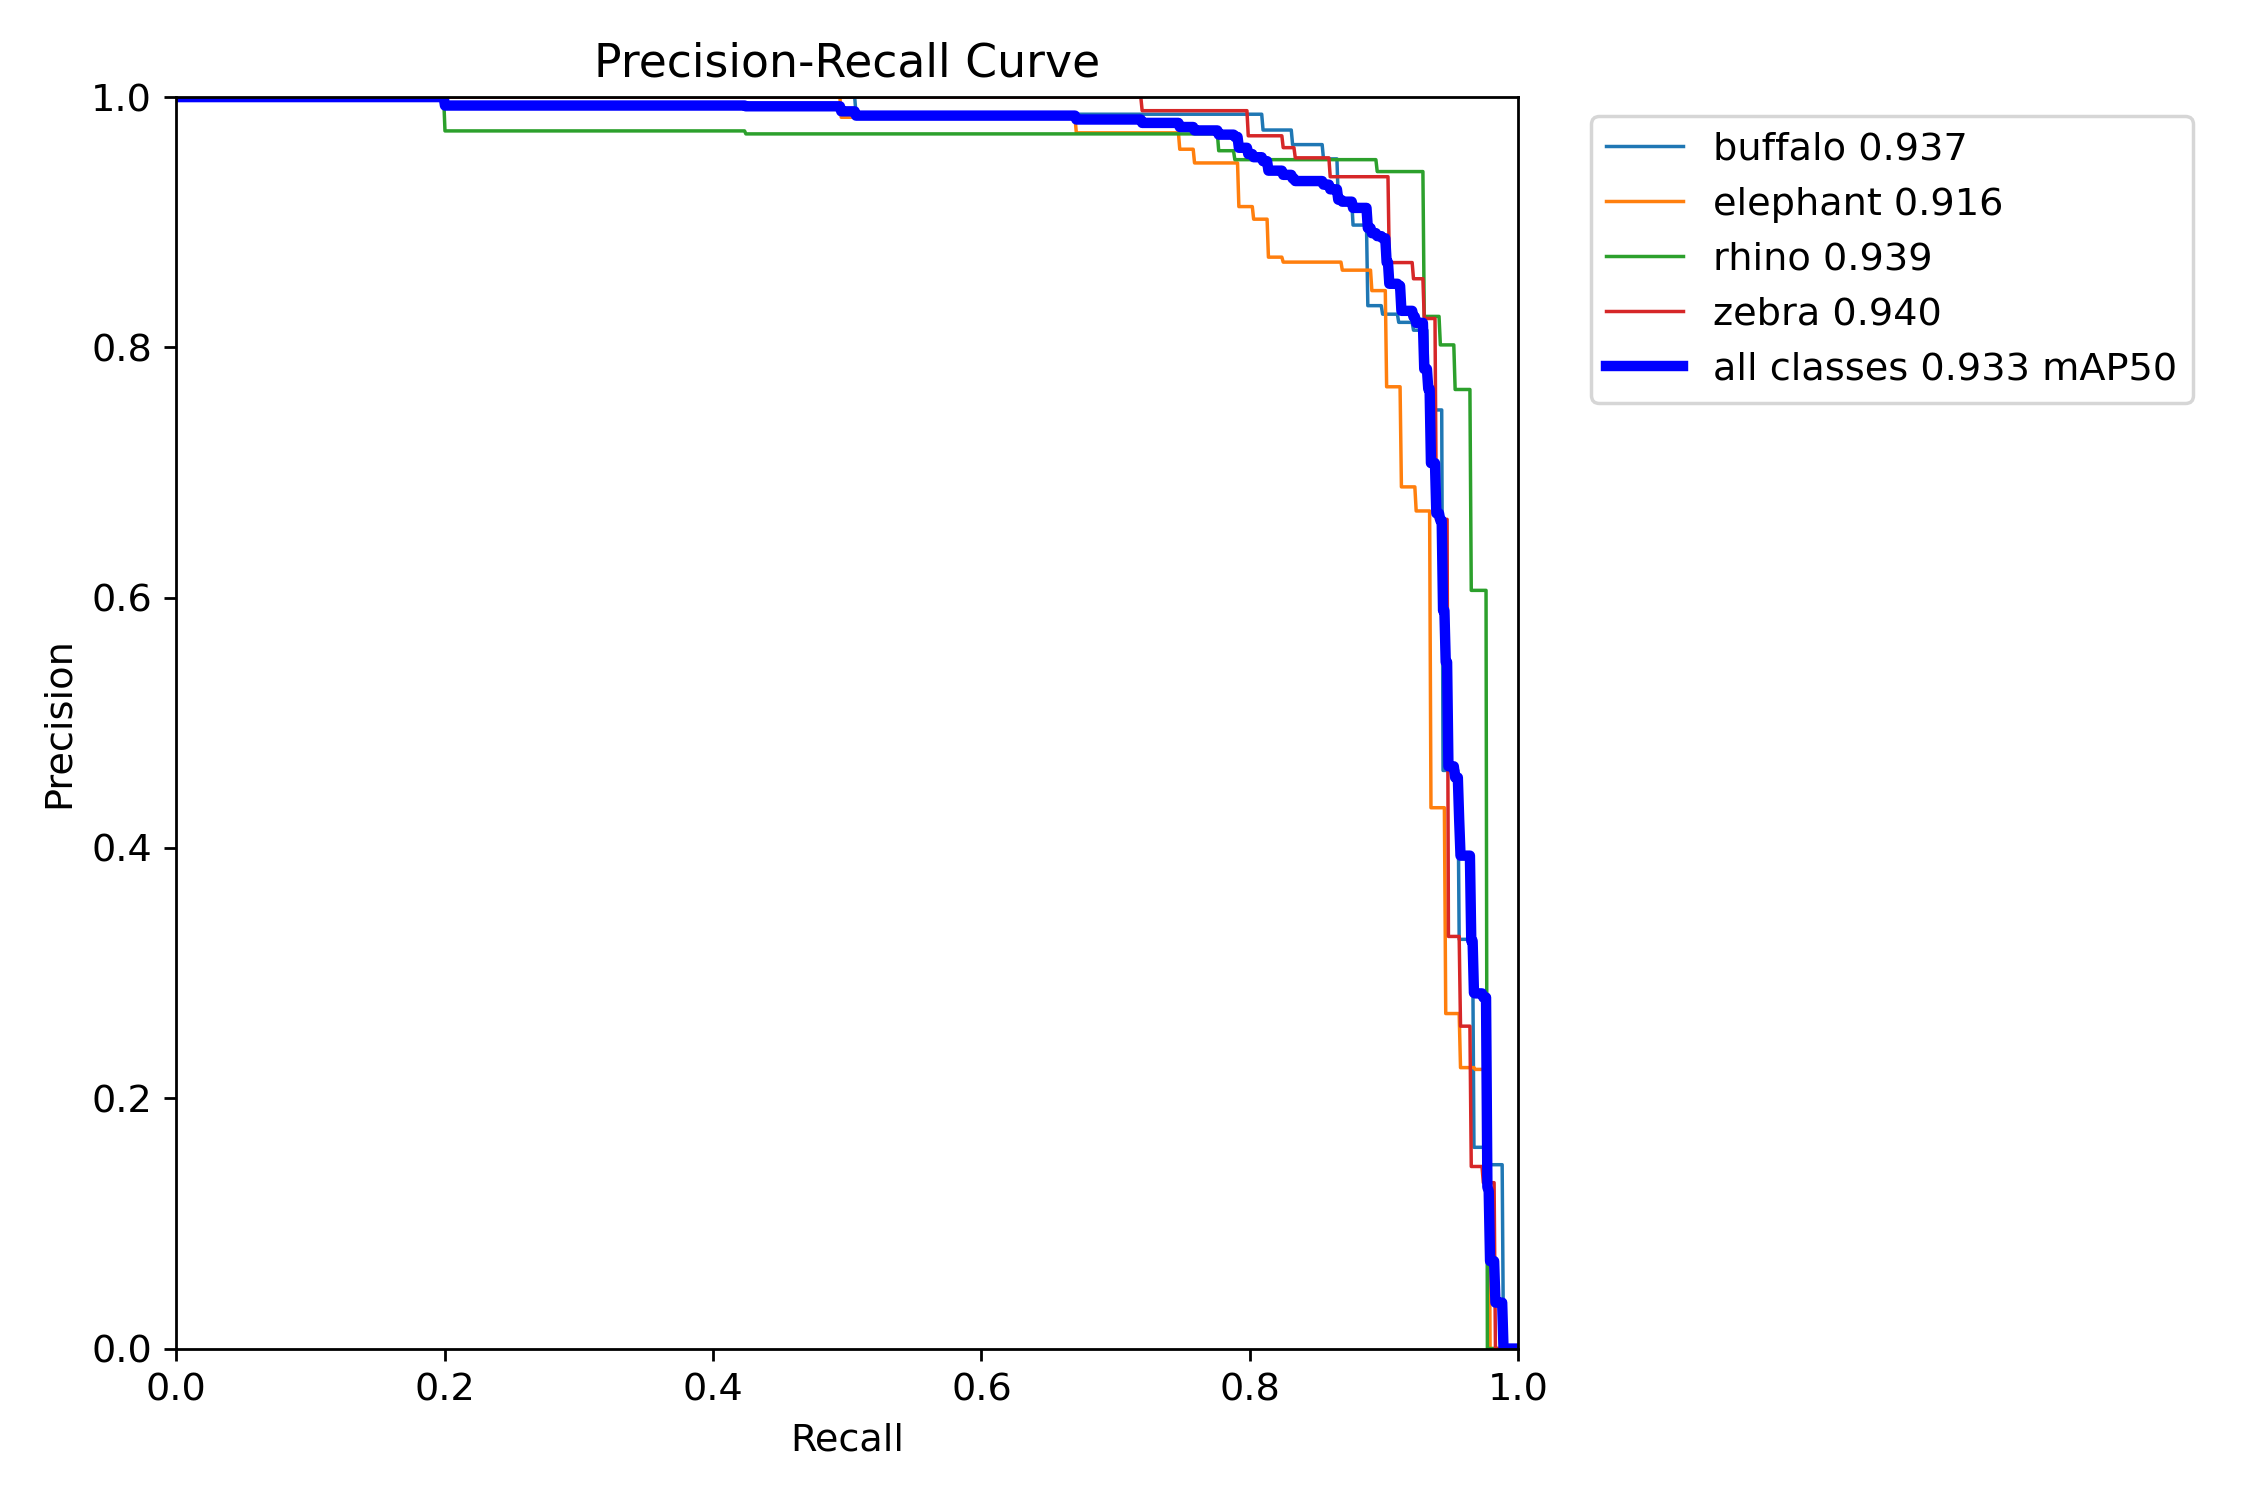 Precision-Recall Curve
1.0
0.8
0.6
0.4
0.2
0.0
Precision
0.0 0.2 0.4 0.6 0.8 1.0
Recall
buffalo 0.937
elephant 0.916
rhino 0.939
zebra 0.940
all classes 0.933 mAP50